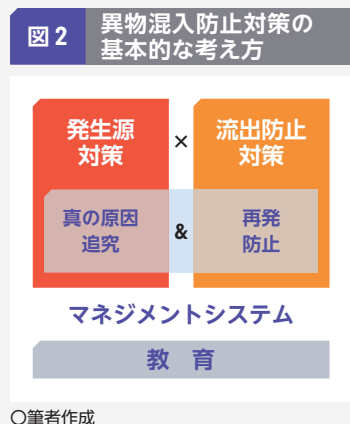 図2
異物混入防止対策の
基本的な考え方
発生源
対策
×
流出防止
対策
真の原因
追究
&
再発
防止
マネジメントシステム
教 育
〇筆者作成